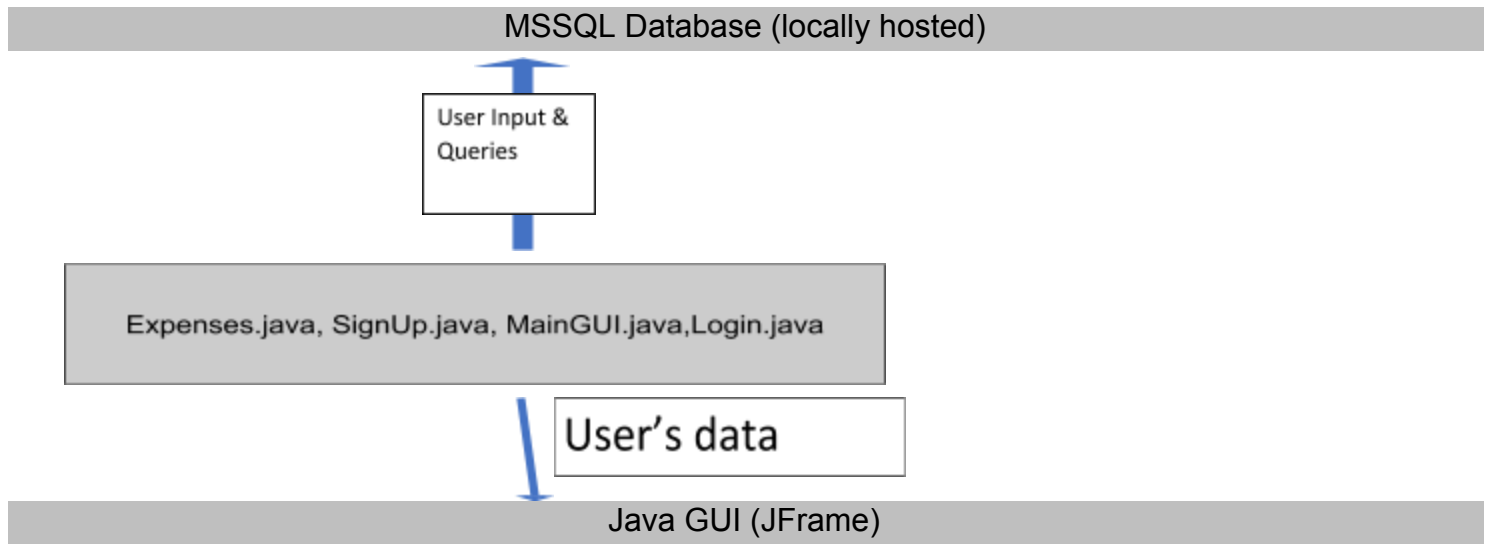 MSSQL Database (locally hosted)
User Input &
Queries
Expenses.java, SignUp.java, MainGUI.java,Login.java
User’s data
Java GUI (JFrame)